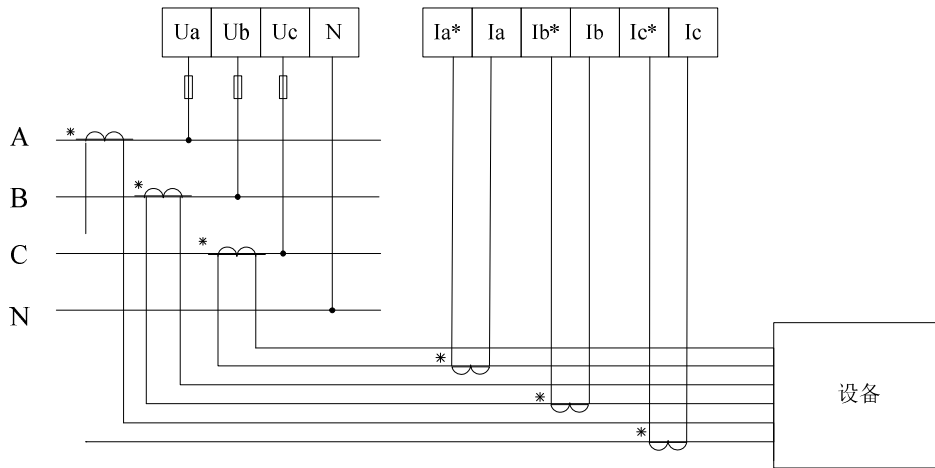 Ua Ub Uc N Ia* Ia Ib* Ib Ic* Ic
* A
* B
* C
N
*
* 设备
*